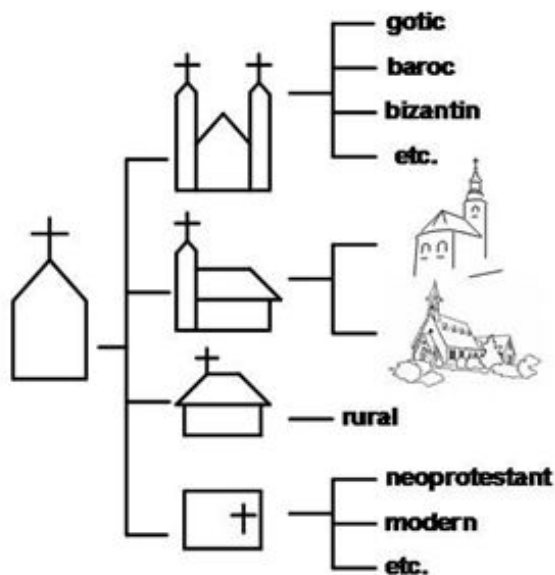 gotic
baroc
bizantin
etc.
rural
neoprotestant
modern
etc.